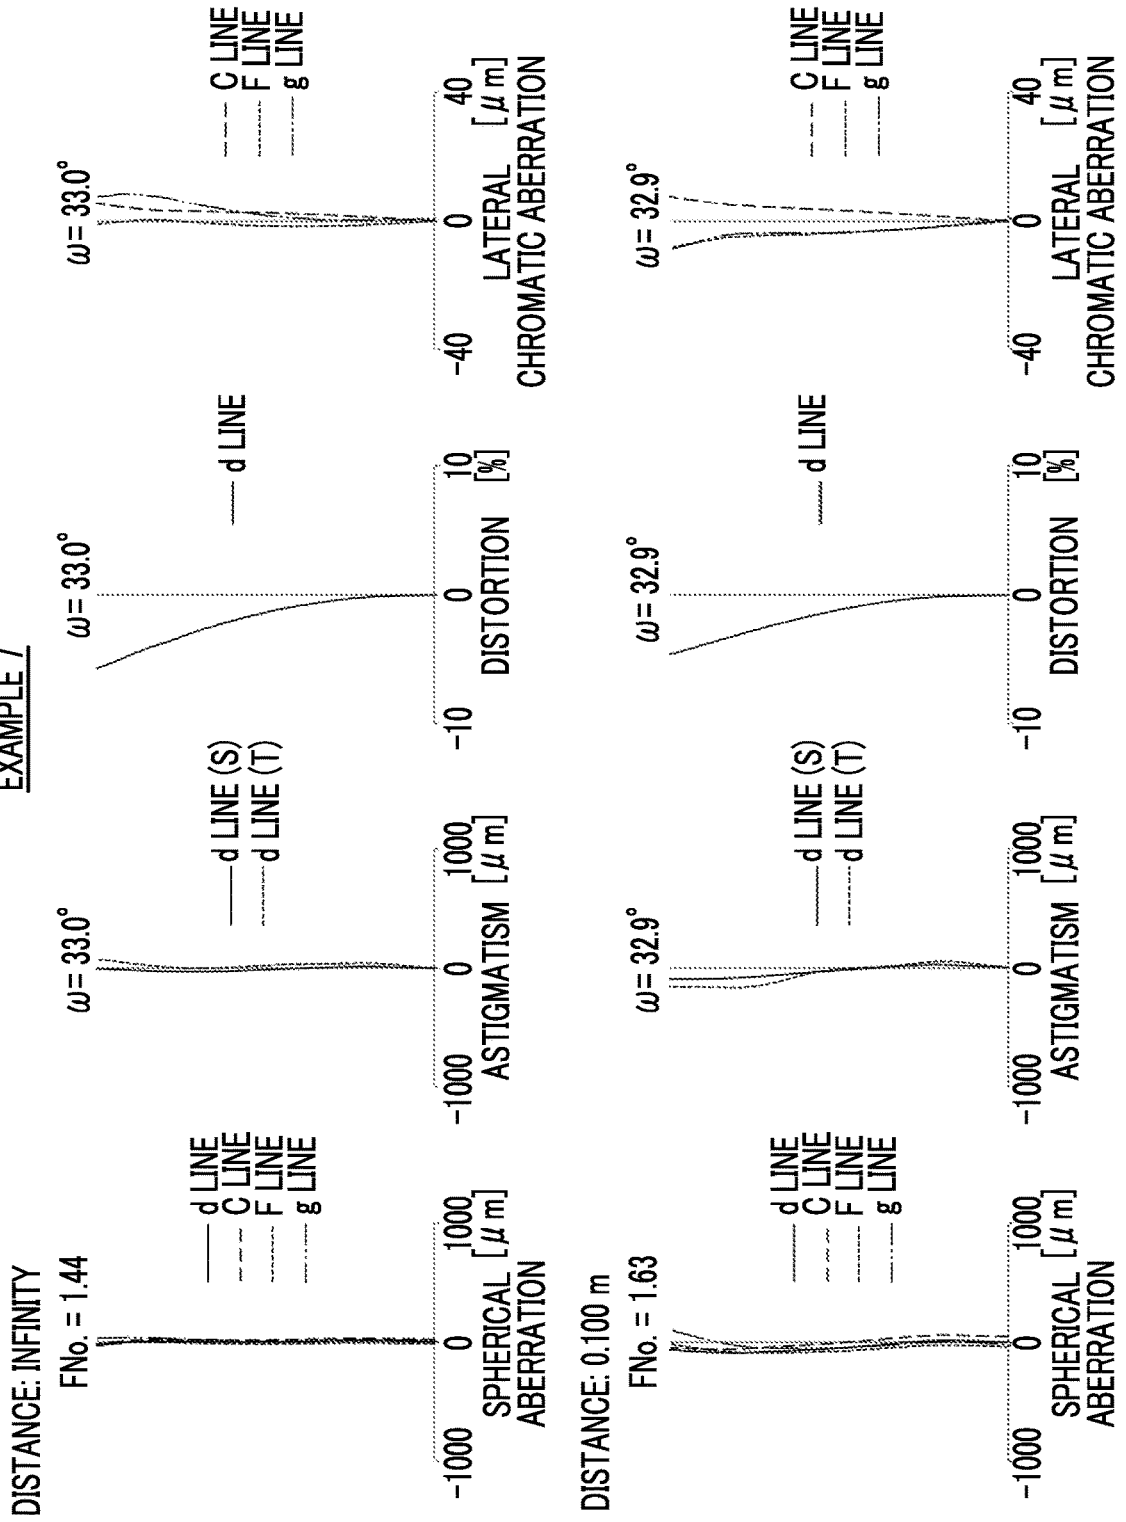 EXAMPLE 7
DISTANCE: INFINITY
FNo. = 1.44
d LINE
C LINE
F LINE
g LINE
-1000 0 1000
[μm]
SPHERICAL
ABERRATION
ω= 33.0°
d LINE (S)
d LINE (T)
-1000 0 1000
ASTIGMATISM [μm]
ω= 33.0°
d LINE
-10 0 10
[%]
DISTORTION
ω= 33.0°
C LINE
F LINE
g LINE
-40 0 40
LATERAL [μm]
CHROMATIC ABERRATION
DISTANCE: 0.100 m
FNo. = 1.63
d LINE
C LINE
F LINE
g LINE
-1000 0 1000
[μm]
SPHERICAL
ABERRATION
ω= 32.9°
d LINE (S)
d LINE (T)
-1000 0 1000
ASTIGMATISM [μm]
ω= 32.9°
d LINE
-10 0 10
[%]
DISTORTION
ω= 32.9°
C LINE
F LINE
g LINE
-40 0 40
LATERAL [μm]
CHROMATIC ABERRATION